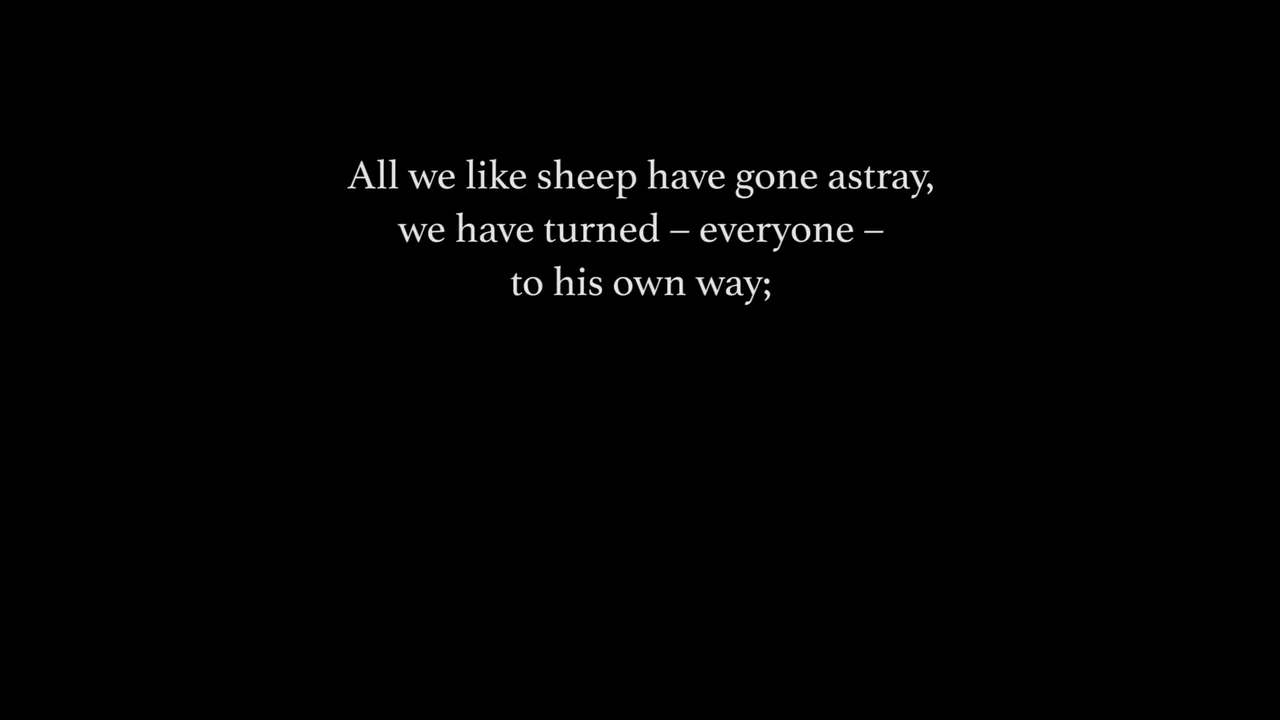 All we like sheep have gone astray,
we have turned – everyone –
to his own way;